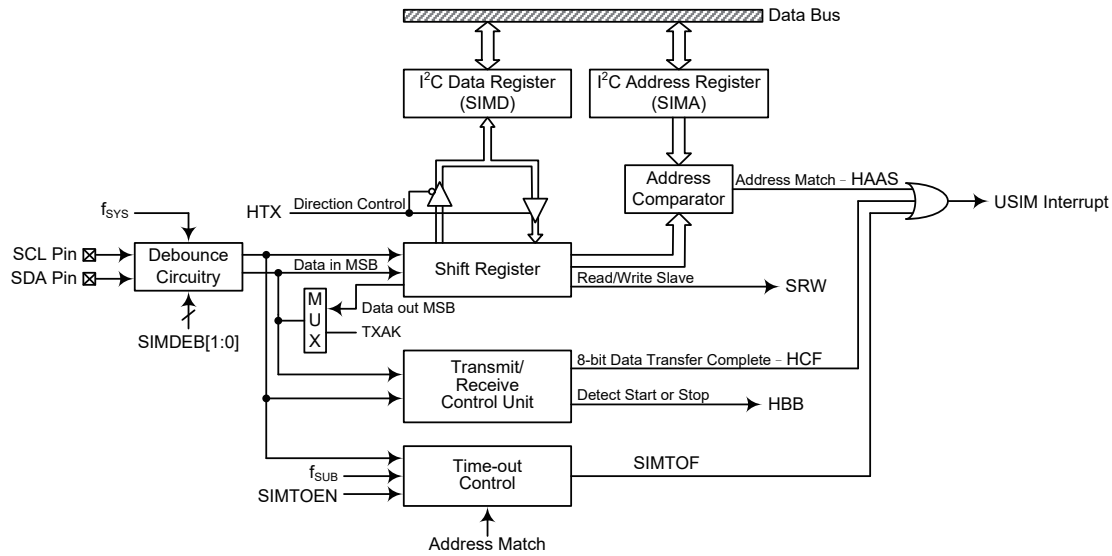 Data Bus
I²C Data Register
(SIMD)
I²C Address Register
(SIMA)
Address
Comparator
Address Match - HAAS
USIM Interrupt
HTX
Direction Control
fSYS
SCL Pin
SDA Pin
Debounce
Circuitry
SIMDEB[1:0]
Data in MSB
Shift Register
Read/Write Slave
SRW
MUX
Data out MSB
TXAK
Transmit/
Receive
Control Unit
8-bit Data Transfer Complete - HCF
Detect Start or Stop
HBB
fSUB
SIMTOEN
Time-out
Control
SIMTOF
Address Match